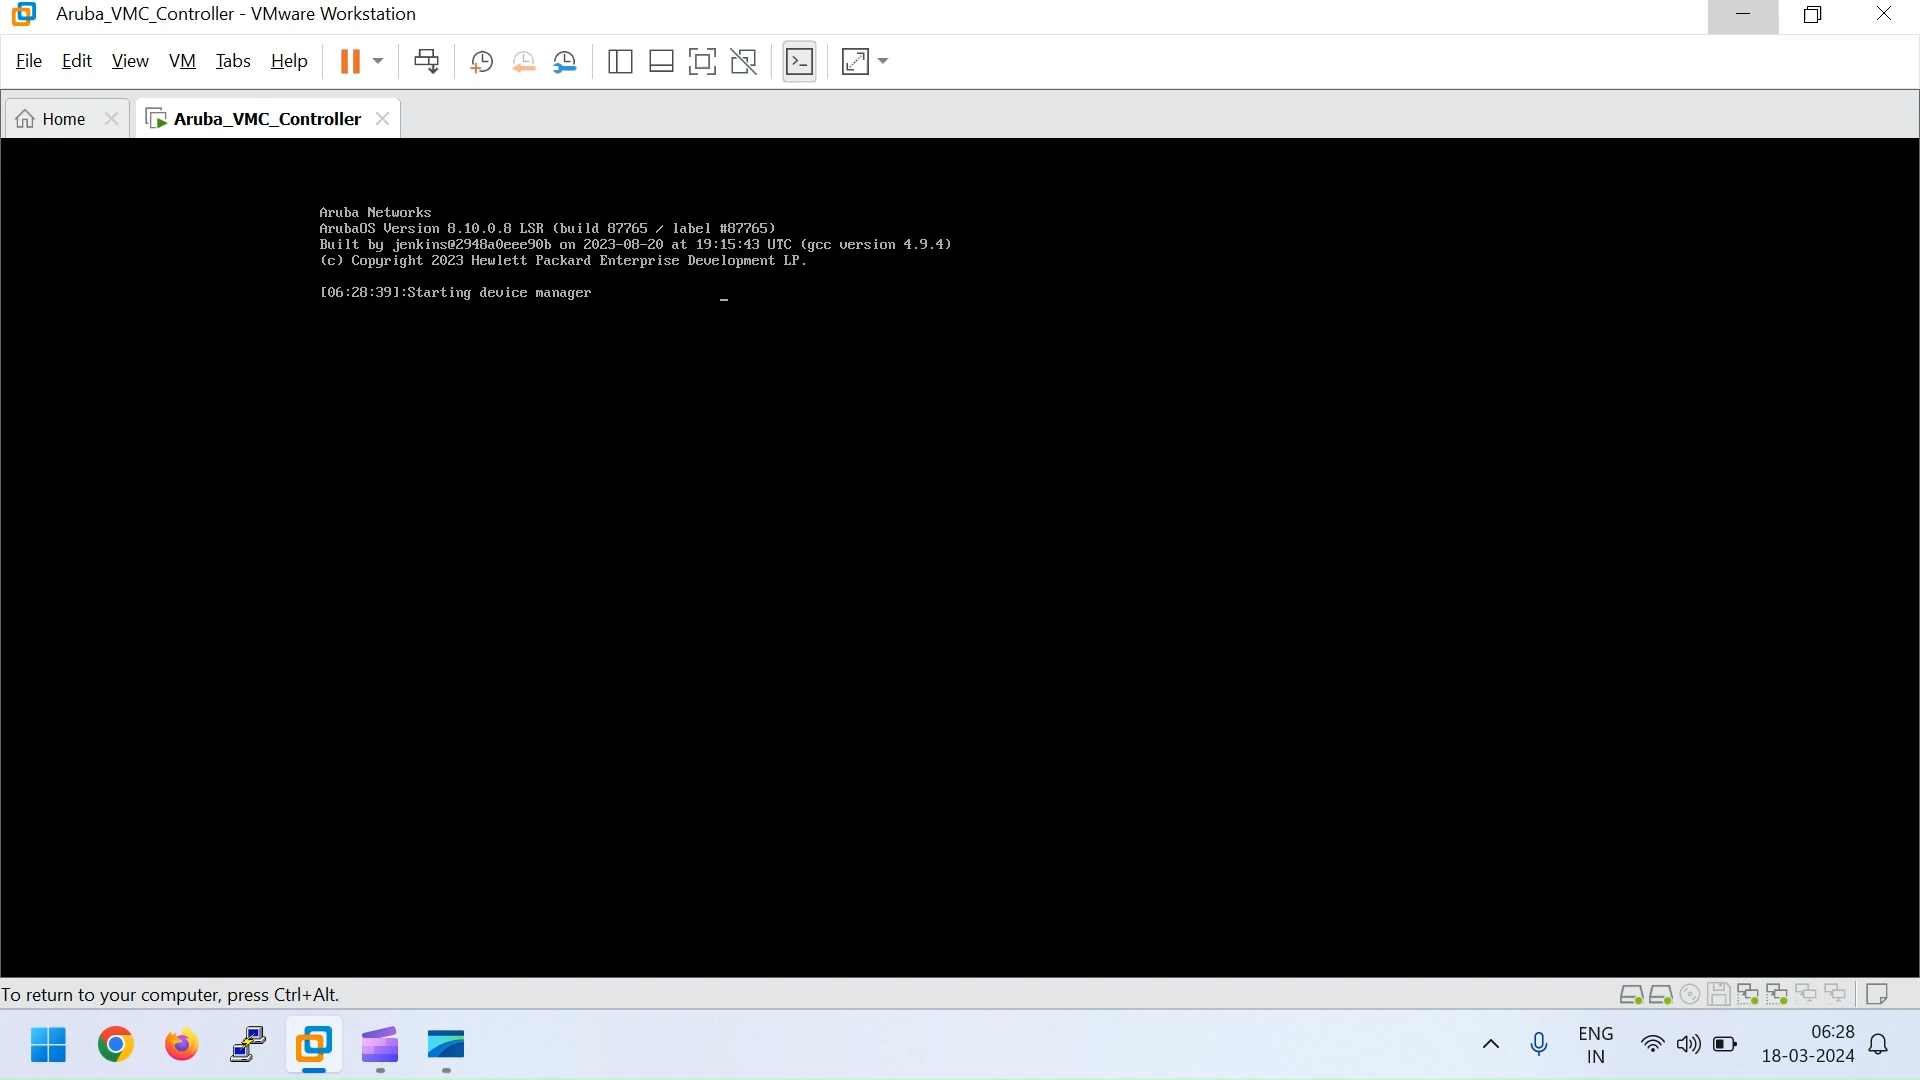 Aruba_VMC_Controller - VMware Workstation
File Edit View VM Tabs Help
Home Aruba_VMC_Controller
Aruba Networks
ArubaOS Version 8.10.0.8 LSR (build 87765 / label #87765)
Built by jenkins@2948a0eee90b on 2023-08-20 at 19:15:43 UTC (gcc version 4.9.4)
(c) Copyright 2023 Hewlett Packard Enterprise Development LP.
[06:28:39]:Starting device manager _
To return to your computer, press Ctrl+Alt.
ENG 06:28
IN 18-03-2024